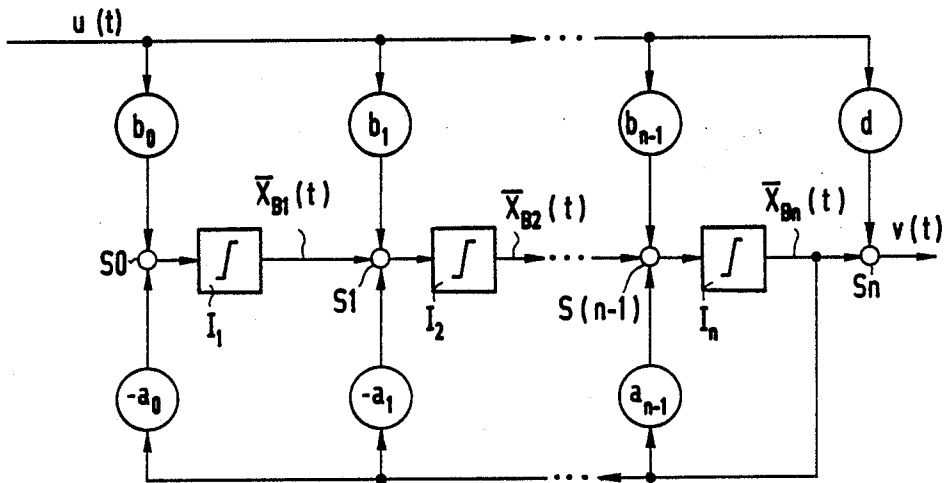 u (t)
b₀ b₁ bₙ₋₁ d
X̅B1 (t) X̅B2 (t) X̅Bn (t) v (t)
S0 S1 S (n-1) Sn
I₁ I₂ Iₙ
-a₀ -a₁ aₙ₋₁